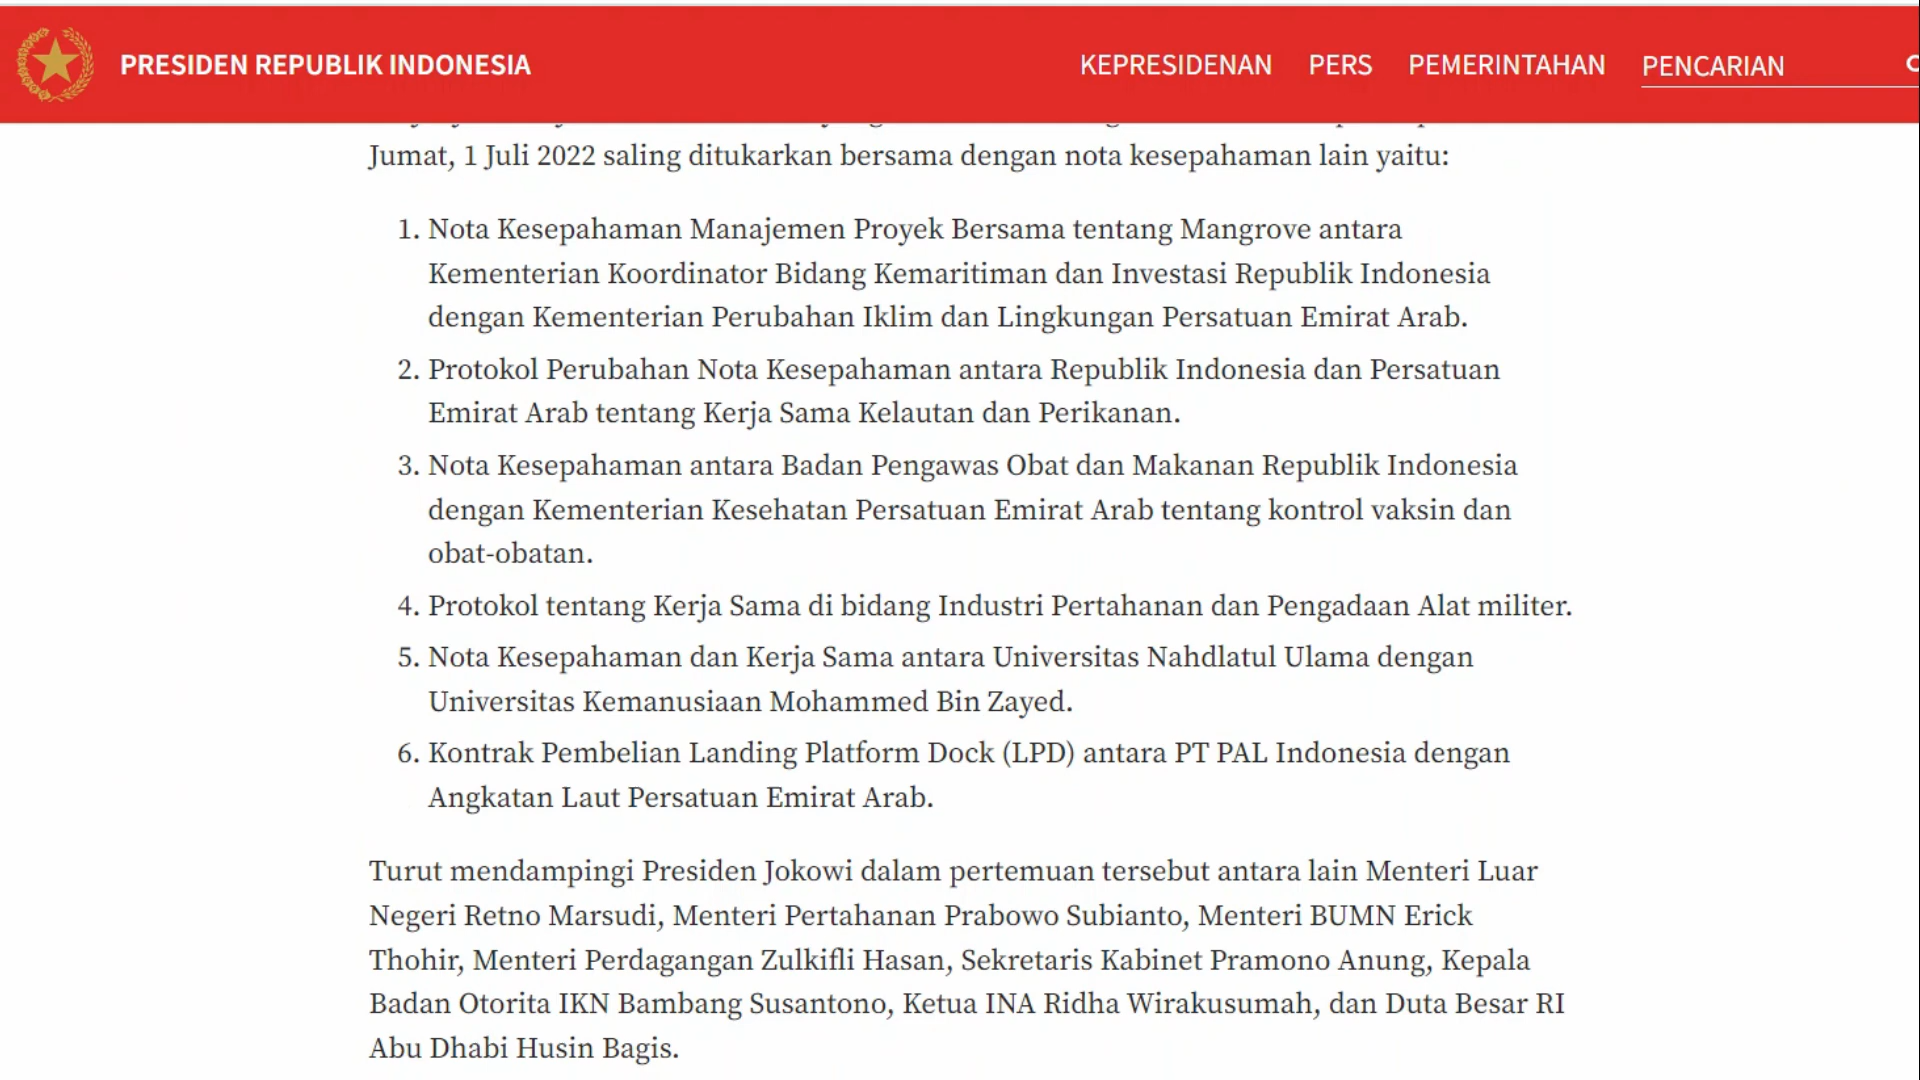 PRESIDEN REPUBLIK INDONESIA
KEPRESIDENAN
PERS
PEMERINTAHAN
PENCARIAN
Jumat, 1 Juli 2022 saling ditukarkan bersama dengan nota kesepahaman lain yaitu:
1. Nota Kesepahaman Manajemen Proyek Bersama tentang Mangrove antara
Kementerian Koordinator Bidang Kemaritiman dan Investasi Republik Indonesia
dengan Kementerian Perubahan Iklim dan Lingkungan Persatuan Emirat Arab.
2. Protokol Perubahan Nota Kesepahaman antara Republik Indonesia dan Persatuan
Emirat Arab tentang Kerja Sama Kelautan dan Perikanan.
3. Nota Kesepahaman antara Badan Pengawas Obat dan Makanan Republik Indonesia
dengan Kementerian Kesehatan Persatuan Emirat Arab tentang kontrol vaksin dan
obat-obatan.
4. Protokol tentang Kerja Sama di bidang Industri Pertahanan dan Pengadaan Alat militer.
5. Nota Kesepahaman dan Kerja Sama antara Universitas Nahdlatul Ulama dengan
Universitas Kemanusiaan Mohammed Bin Zayed.
6. Kontrak Pembelian Landing Platform Dock (LPD) antara PT PAL Indonesia dengan
Angkatan Laut Persatuan Emirat Arab.
Turut mendampingi Presiden Jokowi dalam pertemuan tersebut antara lain Menteri Luar
Negeri Retno Marsudi, Menteri Pertahanan Prabowo Subianto, Menteri BUMN Erick
Thohir, Menteri Perdagangan Zulkifli Hasan, Sekretaris Kabinet Pramono Anung, Kepala
Badan Otorita IKN Bambang Susantono, Ketua INA Ridha Wirakusumah, dan Duta Besar RI
Abu Dhabi Husin Bagis.